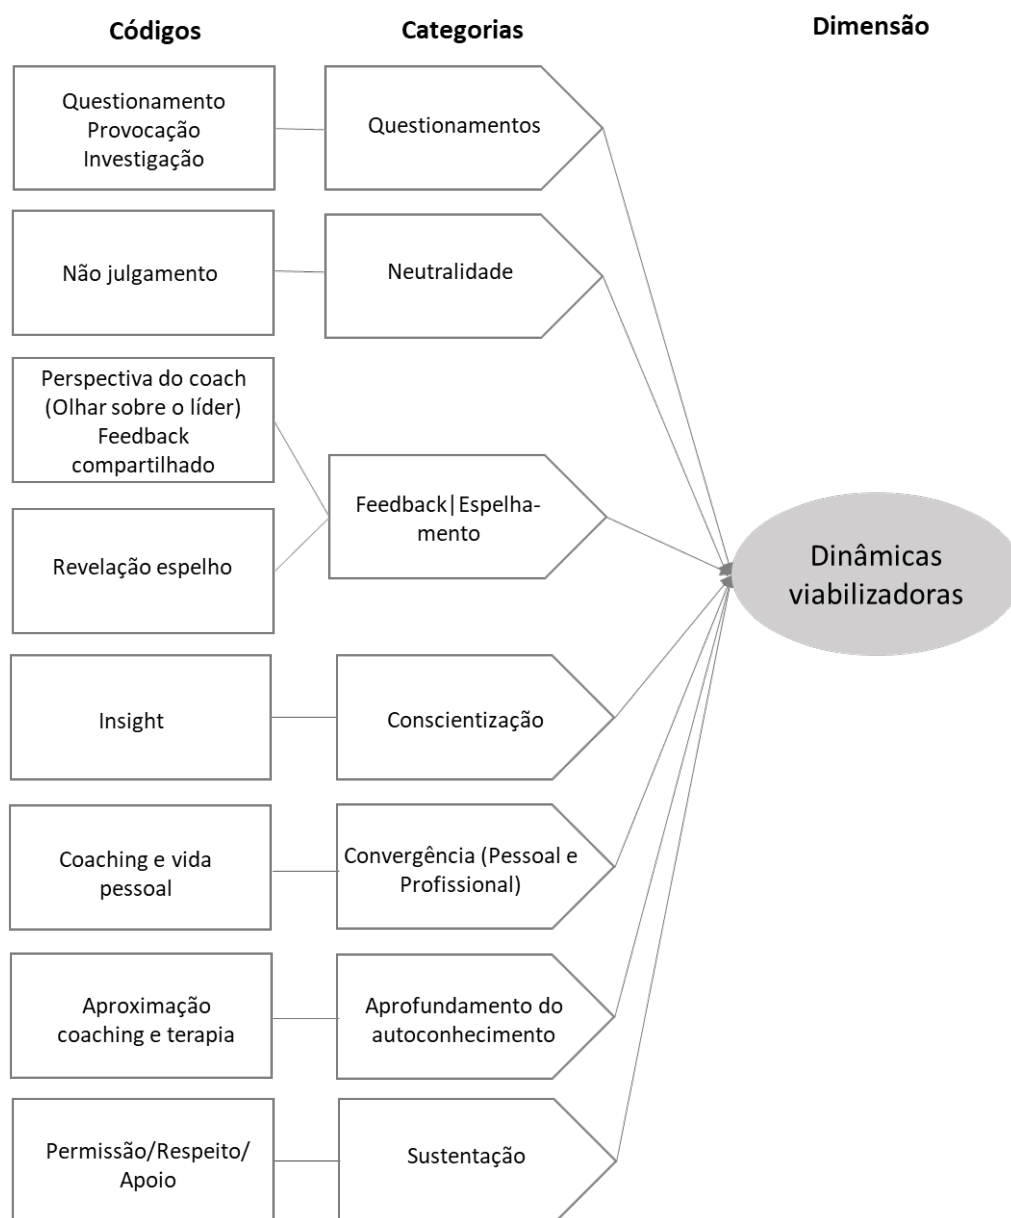 Códigos
Categorias
Dimensão
Questionamento
Provocação
Investigação
Questionamentos
Não julgamento
Neutralidade
Perspectiva do coach
(Olhar sobre o líder)
Feedback
compartilhado
Revelação espelho
Feedback|Espelha-
mento
Dinâmicas
viabilizadoras
Insight
Conscientização
Coaching e vida
pessoal
Convergência (Pessoal e
Profissional)
Aproximação
coaching e terapia
Aprofundamento do
autoconhecimento
Permissão/Respeito/
Apoio
Sustentação